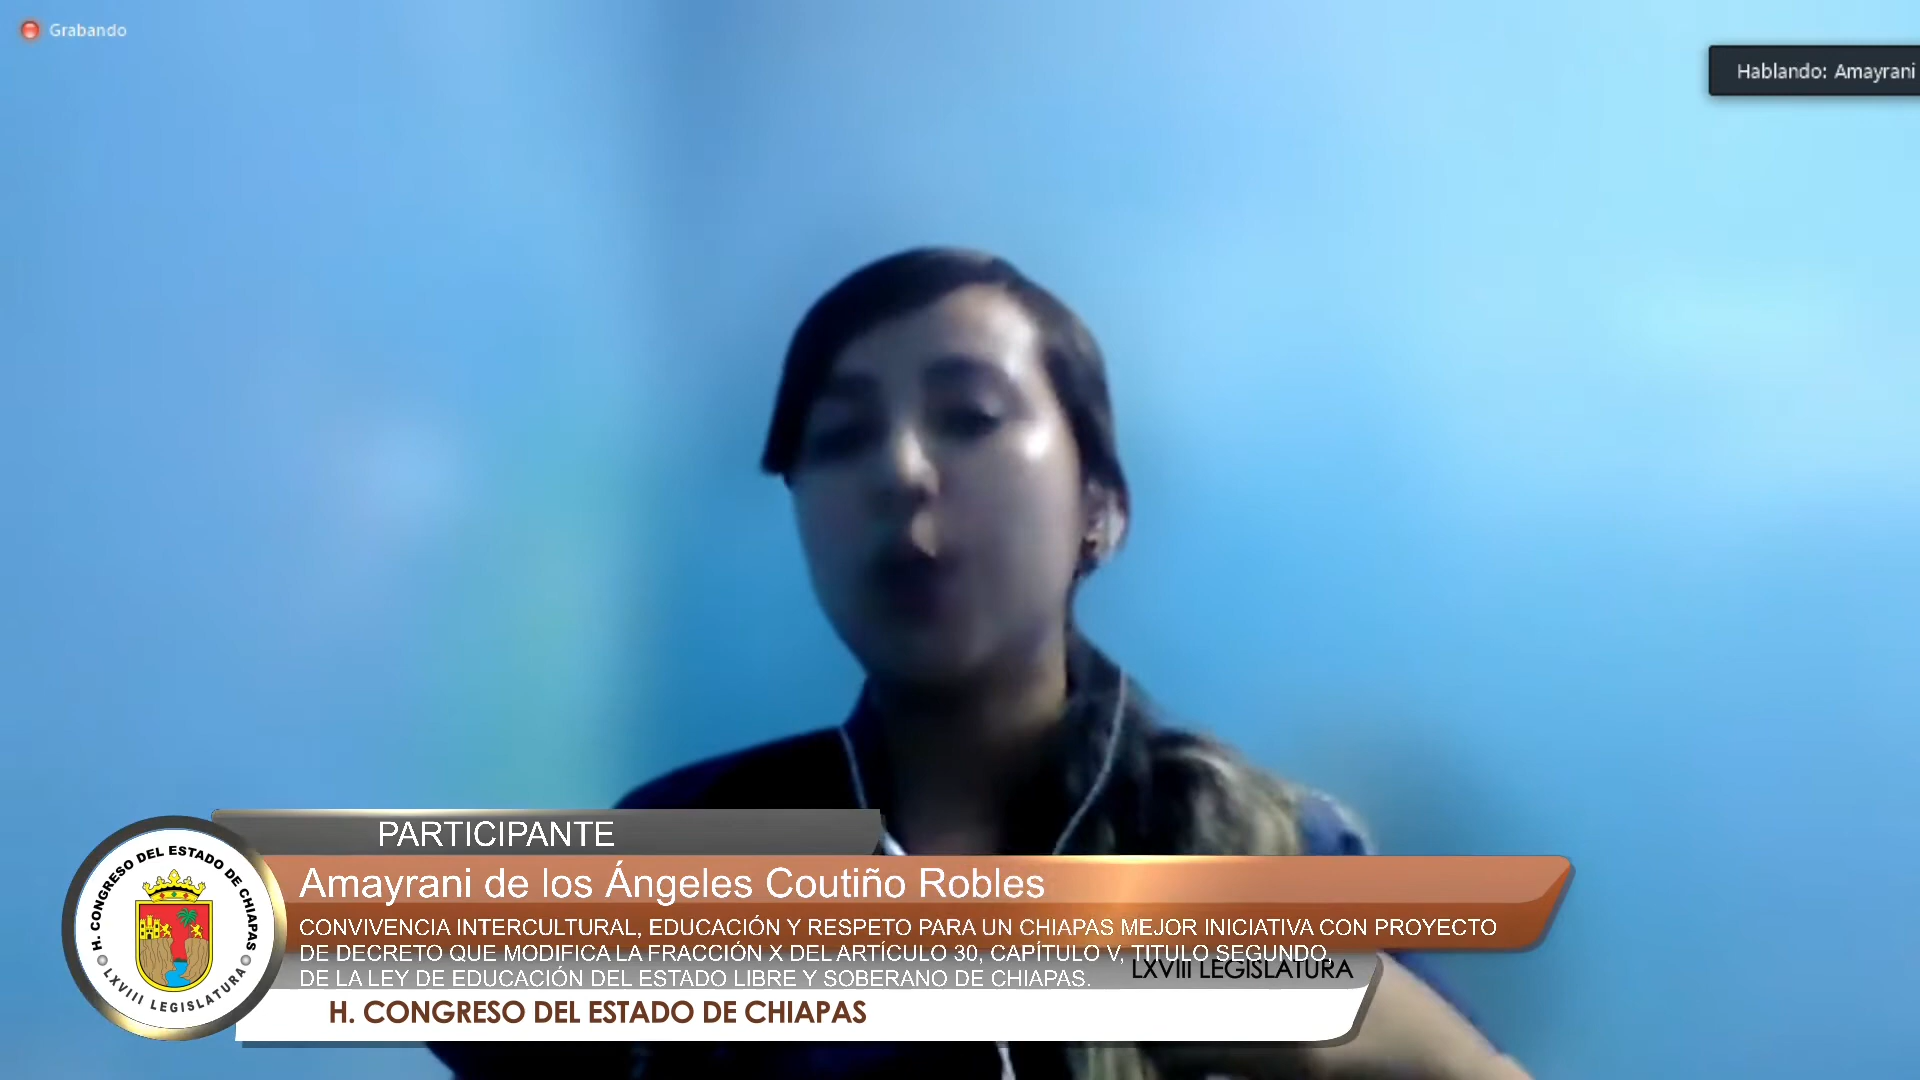 Grabando
Hablando: Amayrani
PARTICIPANTE
Amayrani de los Ángeles Coutiño Robles
CONVIVENCIA INTERCULTURAL, EDUCACIÓN Y RESPETO PARA UN CHIAPAS MEJOR INICIATIVA CON PROYECTO
DE DECRETO QUE MODIFICA LA FRACCIÓN X DEL ARTÍCULO 30, CAPÍTULO V, TITULO SEGUNDO,
DE LA LEY DE EDUCACIÓN DEL ESTADO LIBRE Y SOBERANO DE CHIAPAS.
LXVIII LEGISLATURA
H. CONGRESO DEL ESTADO DE CHIAPAS
H. CONGRESO DEL ESTADO DE CHIAPAS
LXVIII LEGISLATURA